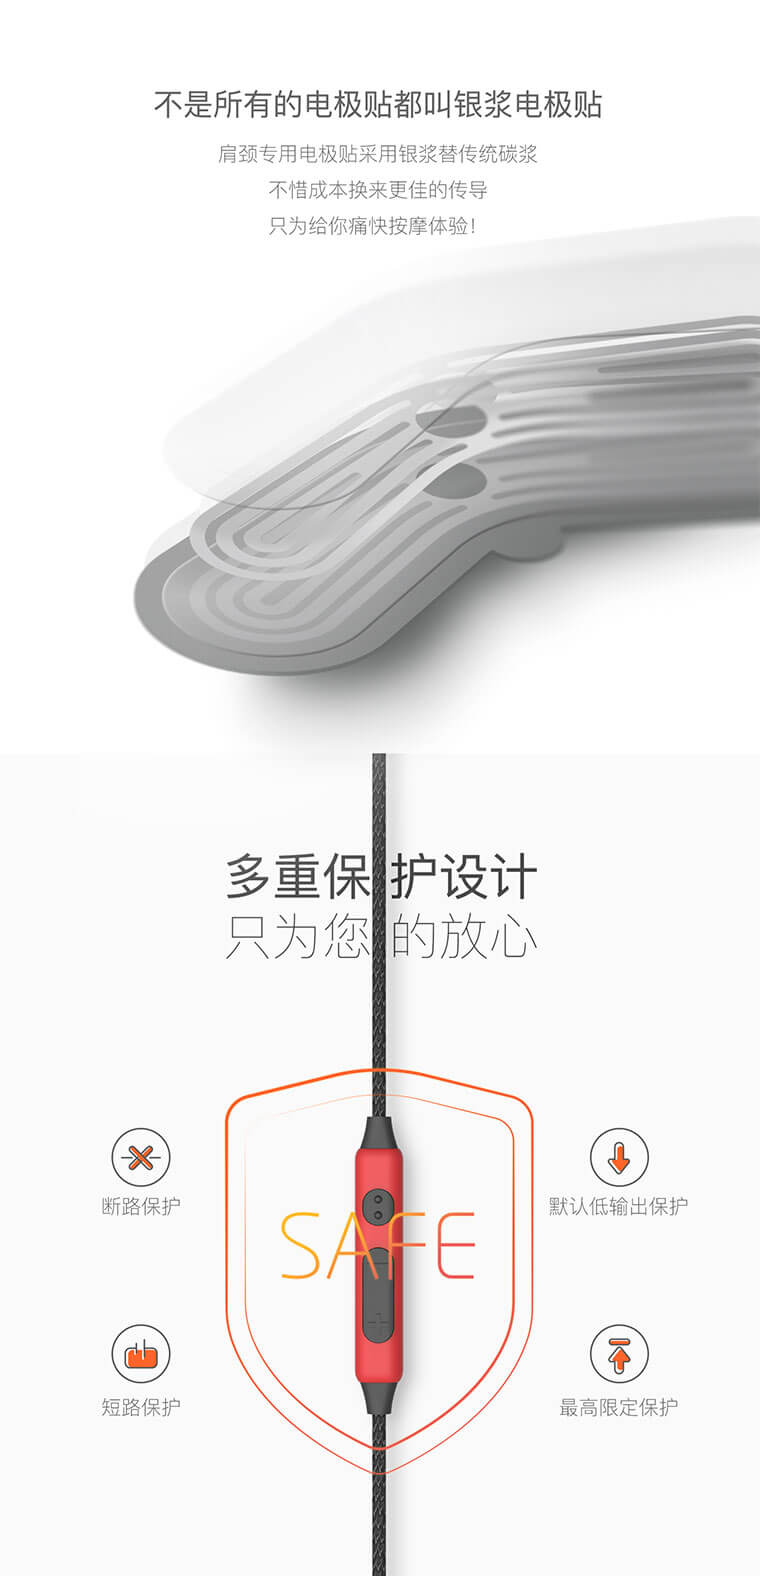 不是所有的电极贴都叫银浆电极贴
肩颈专用电极贴采用银浆替传统碳浆
不惜成本换来更佳的传导
只为给你痛快按摩体验!
多重保护设计
只为您的放心
SAFE
断路保护
默认低输出保护
短路保护
最高限定保护